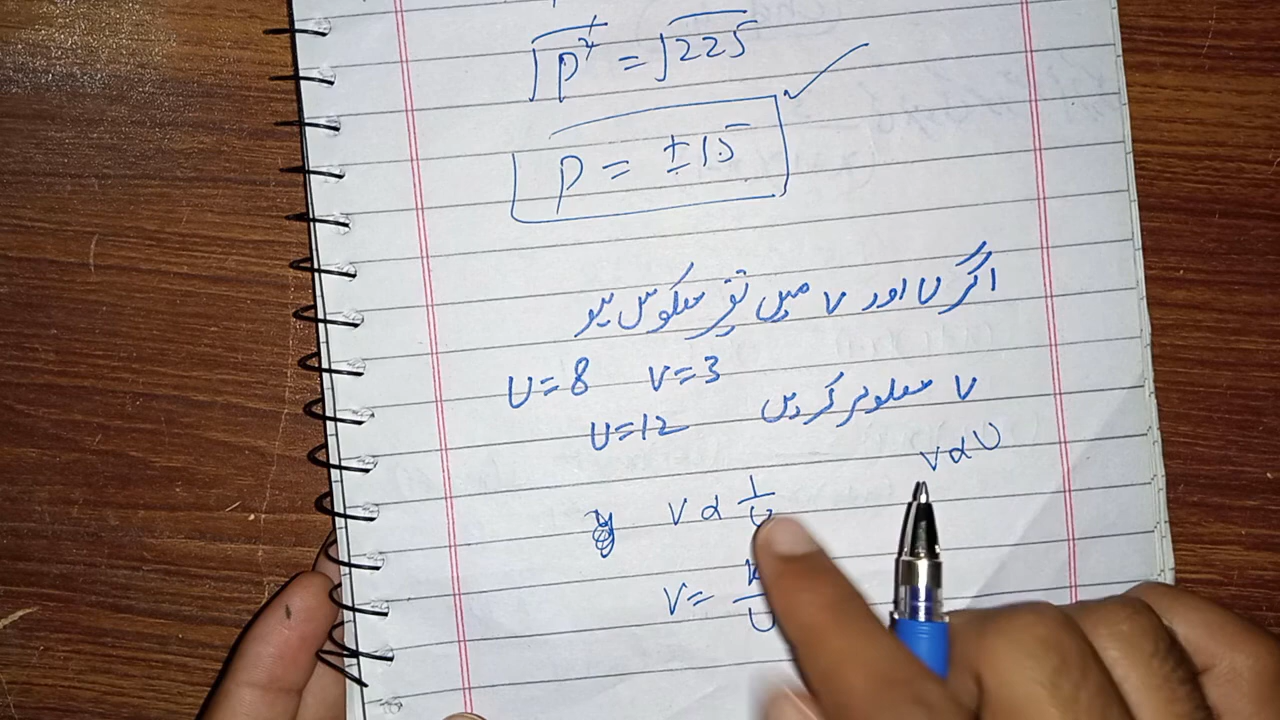 √p² = √225
p = ±15
اگر U اور V میں تغیر معکوس ہو
U=8 V=3
V معلوم کریں U=12
V∝U
V ∝ 1/U
V= K/U